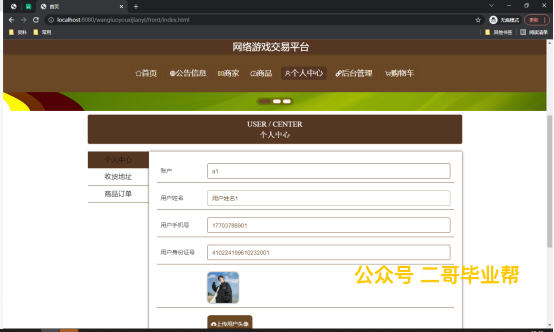 首页
localhost:8080/wangluoyouxijiaoyi/front/index.html
无痕模式
更新
资料
常用
其他书签
阅读清单
网络游戏交易平台
首页 公告信息 商家 商品 个人中心 后台管理 购物车
USER / CENTER
个人中心
个人中心
收货地址
商品订单
账户 a1
用户姓名 用户姓名1
用户手机号 17703786901
用户身份证号 410224199610232001
上传用户头像
公众号 二哥毕业帮